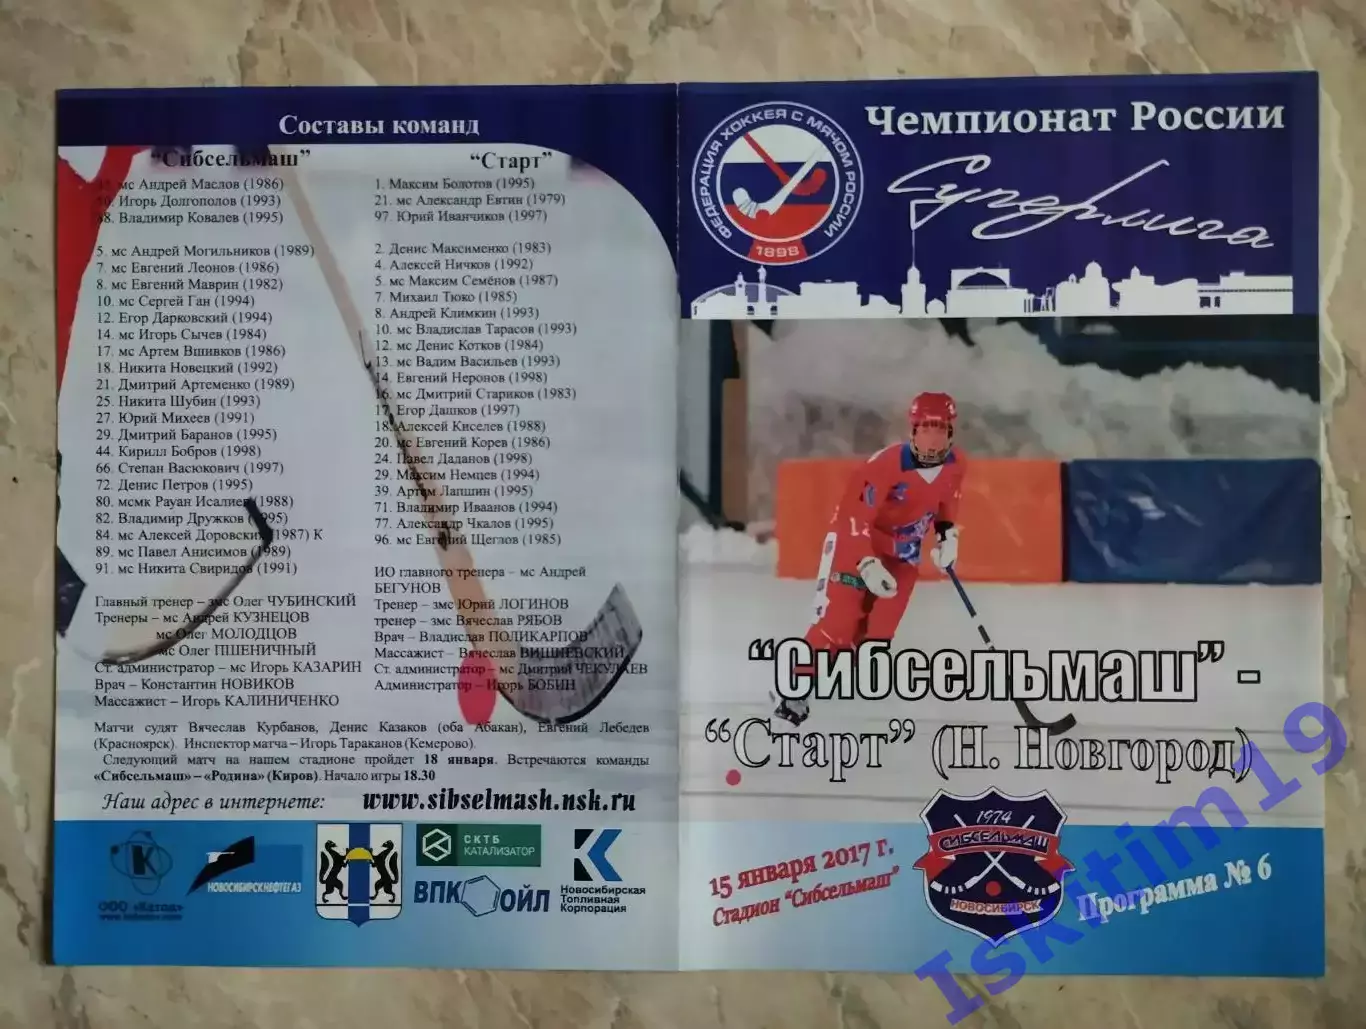 Составы команд
"Сибсельмаш"
мс Андрей Маслов (1986)
Игорь Долгополов (1993)
Владимир Ковалев (1995)
5. мс Андрей Могильников (1989)
7. мс Евгений Леонов (1986)
8. мс Евгений Маврин (1982)
10. мс Сергей Ган (1994)
12. Егор Дарковский (1994)
14. мс Игорь Сычев (1984)
17. мс Артем Вшивков (1986)
18. Никита Новецкий (1992)
21. Дмитрий Артеменко (1989)
25. Никита Шубин (1993)
27. Юрий Михеев (1991)
29. Дмитрий Баранов (1995)
44. Кирилл Бобров (1998)
66. Степан Васюкович (1997)
72. Денис Петров (1995)
80. мсмк Рауан Исалиев (1988)
82. Владимир Дружков (1995)
84. мс Алексей Доровских (1987) К
89. мс Павел Анисимов (1989)
91. мс Никита Свиридов (1991)
Главный тренер – змс Олег ЧУБИНСКИЙ
Тренеры – мс Андрей КУЗНЕЦОВ
мс Олег МОЛОДЦОВ
мс Олег ПШЕНИЧНЫЙ
Ст. администратор – мс Игорь КАЗАРИН
Врач – Константин НОВИКОВ
Массажист – Игорь КАЛИНИЧЕНКО
"Старт"
1. Максим Болотов (1995)
21. мс Александр Евтин (1979)
97. Юрий Иванчиков (1997)
2. Денис Максименко (1983)
4. Алексей Ничков (1992)
5. мс Максим Семёнов (1987)
7. Михаил Тюко (1985)
8. Андрей Климкин (1993)
10. мс Владислав Тарасов (1993)
12. мс Денис Котков (1984)
13. мс Вадим Васильев (1993)
14. Евгений Неронов (1998)
16. мс Дмитрий Стариков (1983)
17. Егор Дашков (1997)
18. Алексей Киселев (1988)
20. мс Евгений Корев (1986)
24. Павел Даданов (1998)
29. Максим Немцев (1994)
39. Артем Лапшин (1995)
71. Владимир Иваанов (1994)
77. Александр Чкалов (1995)
96. мс Евгений Щеглов (1985)
ИО главного тренера – мс Андрей
БЕГУНОВ
Тренер – змс Юрий ЛОГИНОВ
тренер – змс Вячеслав РЯБОВ
Врач – Владислав ПОЛИКАРПОВ
Массажист – Вячеслав ВИШНЕВСКИЙ
Ст. администратор – мс Дмитрий ЧЕКУЛАЕВ
Администратор – Игорь БОБИН
Матчи судят Вячеслав Курбанов, Денис Казаков (оба Абакан), Евгений Лебедев
(Красноярск). Инспектор матча – Игорь Тараканов (Кемерово).
Следующий матч на нашем стадионе пройдет 18 января. Встречаются команды
«Сибсельмаш» – «Родина» (Киров). Начало игры 18.30
Наш адрес в интернете: www.sibselmash.nsk.ru
К
ООО «Катод»
НОВОСИБИРСКНЕФТЕГАЗ
СКТБ
КАТАЛИЗАТОР
ВПК ОЙЛ
Новосибирская
Топливная
Корпорация
ФЕДЕРАЦИЯ ХОККЕЯ С МЯЧОМ РОССИИ
1898
Чемпионат России
Суперлига
"Сибсельмаш" -
"Старт" (Н. Новгород)
15 января 2017 г.
Стадион "Сибсельмаш"
1974
СИБСЕЛЬМАШ
НОВОСИБИРСК
Программа № 6
Iskitim19